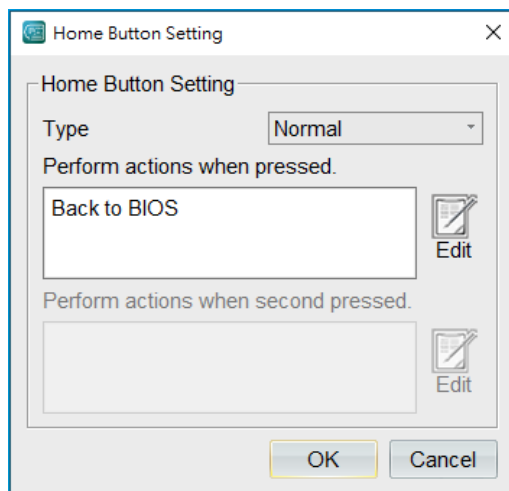 Home Button Setting
Home Button Setting
Type Normal
Perform actions when pressed.
Back to BIOS
Edit
Perform actions when second pressed.
Edit
OK Cancel